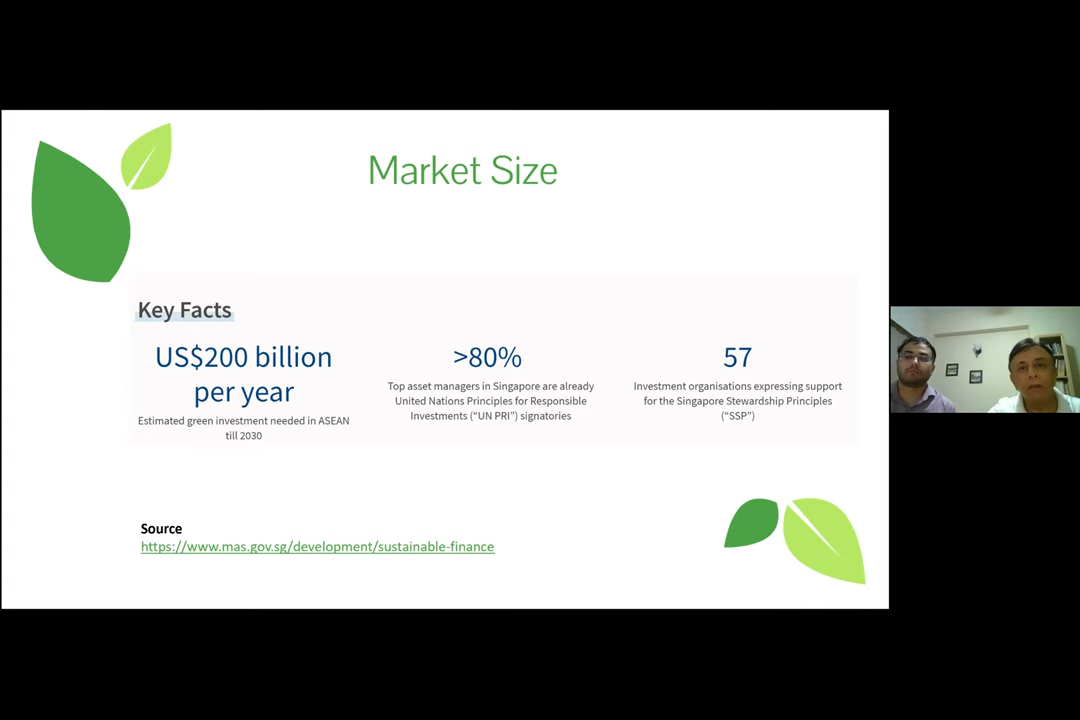 Market Size
Key Facts
US$200 billion
per year
Estimated green investment needed in ASEAN
till 2030
>80%
Top asset managers in Singapore are already
United Nations Principles for Responsible
Investments (“UN PRI”) signatories
57
Investment organisations expressing support
for the Singapore Stewardship Principles
(“SSP”)
Source
https://www.mas.gov.sg/development/sustainable-finance